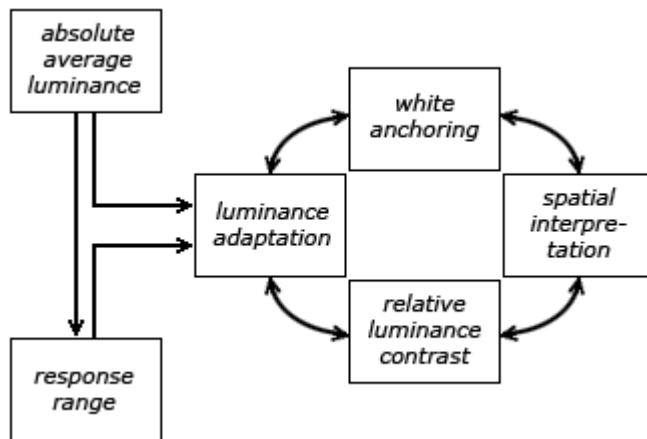 absolute
average
luminance
white
anchoring
luminance
adaptation
spatial
interpre-
tation
relative
luminance
contrast
response
range